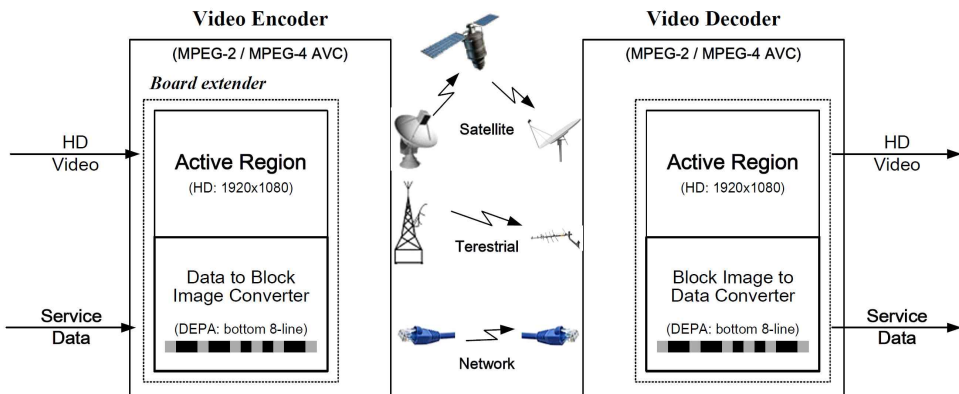 Video Encoder
(MPEG-2 / MPEG-4 AVC)
Board extender
HD
Video
Active Region
(HD: 1920x1080)
Service
Data
Data to Block
Image Converter
(DEPA: bottom 8-line)
Satellite
Terestrial
Network
Video Decoder
(MPEG-2 / MPEG-4 AVC)
Active Region
(HD: 1920x1080)
HD
Video
Block Image to
Data Converter
(DEPA: bottom 8-line)
Service
Data